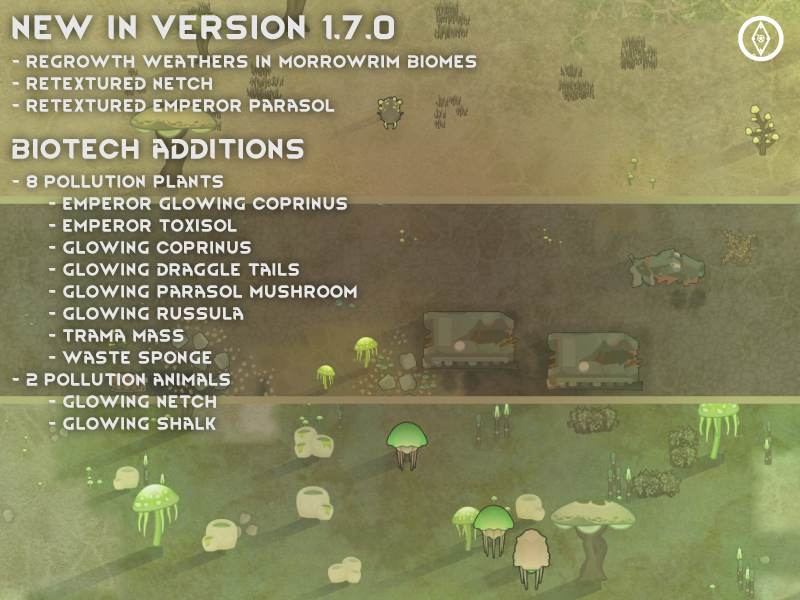 NEW IN VERSION 1.7.0
- REGROWTH WEATHERS IN MORROWRIM BIOMES
- RETEXTURED NETCH
- RETEXTURED EMPEROR PARASOL
BIOTECH ADDITIONS
- 8 POLLUTION PLANTS
- EMPEROR GLOWING COPRINUS
- EMPEROR TOXISOL
- GLOWING COPRINUS
- GLOWING DRAGGLE TAILS
- GLOWING PARASOL MUSHROOM
- GLOWING RUSSULA
- TRAMA MASS
- WASTE SPONGE
- 2 POLLUTION ANIMALS
- GLOWING NETCH
- GLOWING SHALK